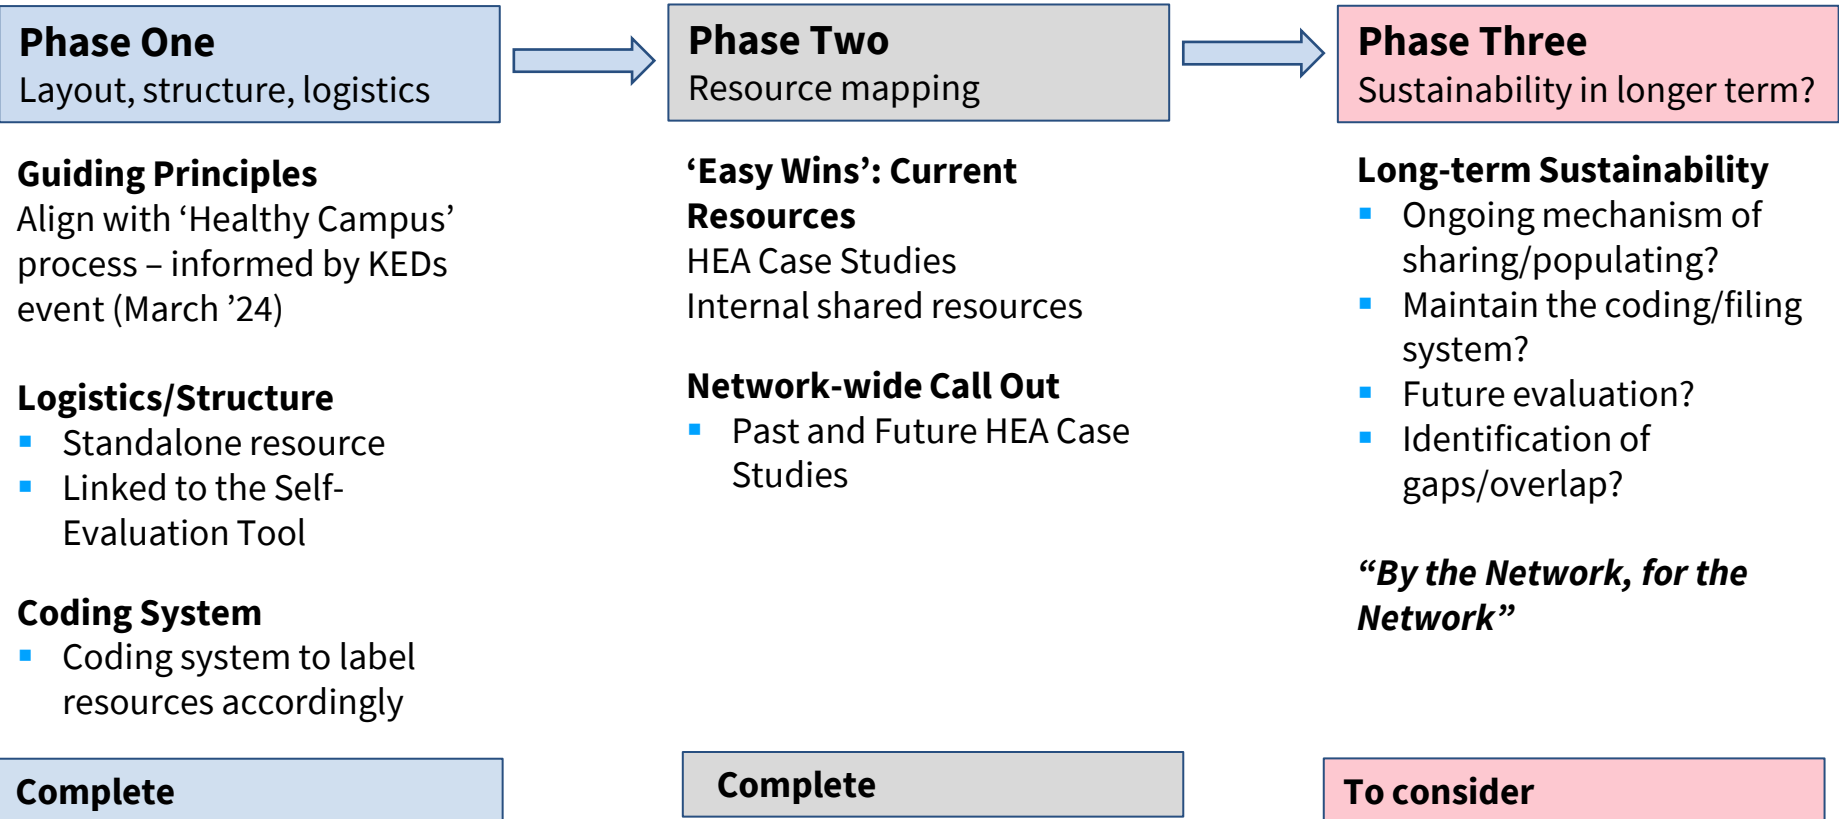 Phase One
Layout, structure, logistics
Guiding Principles
Align with ‘Healthy Campus’
process – informed by KEDs
event (March ’24)
Logistics/Structure
▪ Standalone resource
▪ Linked to the Self-
Evaluation Tool
Coding System
▪ Coding system to label
resources accordingly
Complete
Phase Two
Resource mapping
‘Easy Wins’: Current
Resources
HEA Case Studies
Internal shared resources
Network-wide Call Out
▪ Past and Future HEA Case
Studies
Complete
Phase Three
Sustainability in longer term?
Long-term Sustainability
▪ Ongoing mechanism of
sharing/populating?
▪ Maintain the coding/filing
system?
▪ Future evaluation?
▪ Identification of
gaps/overlap?
“By the Network, for the
Network”
To consider